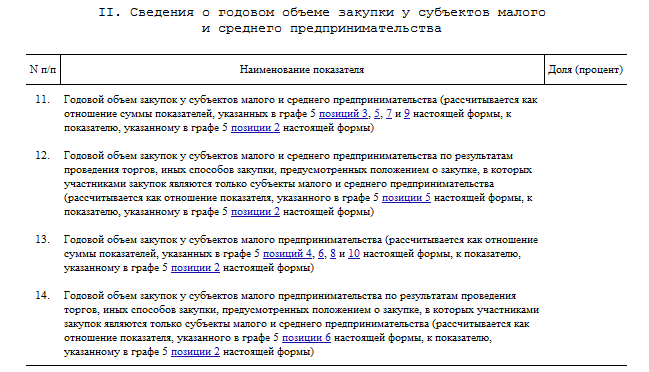 II. Сведения о годовом объеме закупки у субъектов малого
и среднего предпринимательства
N п/п Наименование показателя Доля (процент)
11. Годовой объем закупок у субъектов малого и среднего предпринимательства (рассчитывается как
отношение суммы показателей, указанных в графе 5 позиций 3, 5, 7 и 9 настоящей формы, к
показателю, указанному в графе 5 позиции 2 настоящей формы)
12. Годовой объем закупок у субъектов малого и среднего предпринимательства по результатам
проведения торгов, иных способов закупки, предусмотренных положением о закупке, в которых
участниками закупок являются только субъекты малого и среднего предпринимательства
(рассчитывается как отношение показателя, указанного в графе 5 позиции 5 настоящей формы, к
показателю, указанному в графе 5 позиции 2 настоящей формы)
13. Годовой объем закупок у субъектов малого предпринимательства (рассчитывается как отношение
суммы показателей, указанных в графе 5 позиций 4, 6, 8 и 10 настоящей формы, к показателю,
указанному в графе 5 позиции 2 настоящей формы)
14. Годовой объем закупок у субъектов малого предпринимательства по результатам проведения
торгов, иных способов закупки, предусмотренных положением о закупке, в которых участниками
закупок являются только субъекты малого и среднего предпринимательства (рассчитывается как
отношение показателя, указанного в графе 5 позиции 6 настоящей формы, к показателю,
указанному в графе 5 позиции 2 настоящей формы)